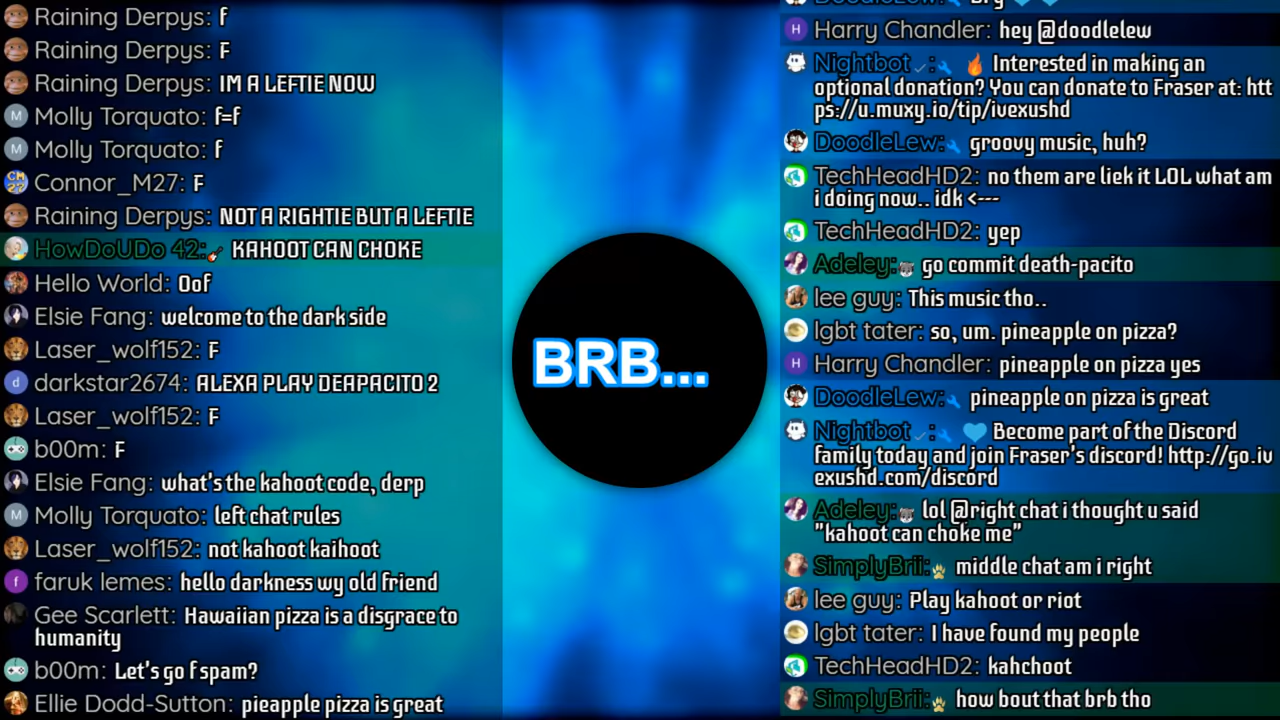 Raining Derpys: f
Raining Derpys: F
Raining Derpys: IM A LEFTIE NOW
Molly Torquato: f=f
Molly Torquato: f
Connor_M27: F
Raining Derpys: NOT A RIGHTIE BUT A LEFTIE
HowDoUDo 42: KAHOOT CAN CHOKE
Hello World: Oof
Elsie Fang: welcome to the dark side
Laser_wolf152: F
darkstar2674: ALEXA PLAY DEAPACITO 2
Laser_wolf152: F
b00m: F
Elsie Fang: what's the kahoot code, derp
Molly Torquato: left chat rules
Laser_wolf152: not kahoot kaihoot
faruk lemes: hello darkness wy old friend
Gee Scarlett: Hawaiian pizza is a disgrace to
humanity
b00m: Let's go f spam?
Ellie Dodd-Sutton: pieapple pizza is great
BRB...
Harry Chandler: hey @doodlelew
Nightbot: Interested in making an
optional donation? You can donate to Fraser at: htt
ps://u.muxy.io/tip/ivexushd
DoodleLew: groovy music, huh?
TechHeadHD2: no them are liek it LOL what am
i doing now.. idk <---
TechHeadHD2: yep
Adeley: go commit death-pacito
lee guy: This music tho..
lgbt tater: so, um. pineapple on pizza?
Harry Chandler: pineapple on pizza yes
DoodleLew: pineapple on pizza is great
Nightbot: Become part of the Discord
family today and join Fraser's discord! http://go.iv
exushd.com/discord
Adeley: lol @right chat i thought u said
"kahoot can choke me"
SimplyBrii: middle chat am i right
lee guy: Play kahoot or riot
lgbt tater: I have found my people
TechHeadHD2: kahchoot
SimplyBrii: how bout that brb tho